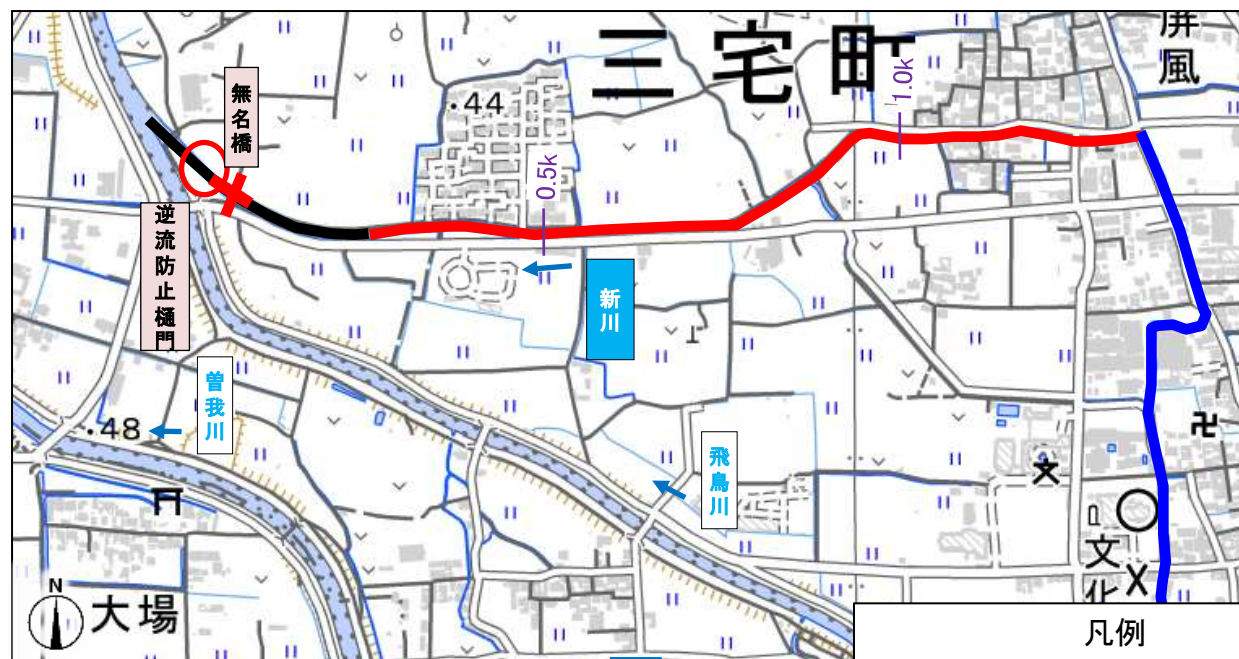 三宅町
屏風
無名橋
・44
0.5k
1.0k
逆流防止樋門
新川
曽我川
・48
飛鳥川
文
文化
N
大場
凡例